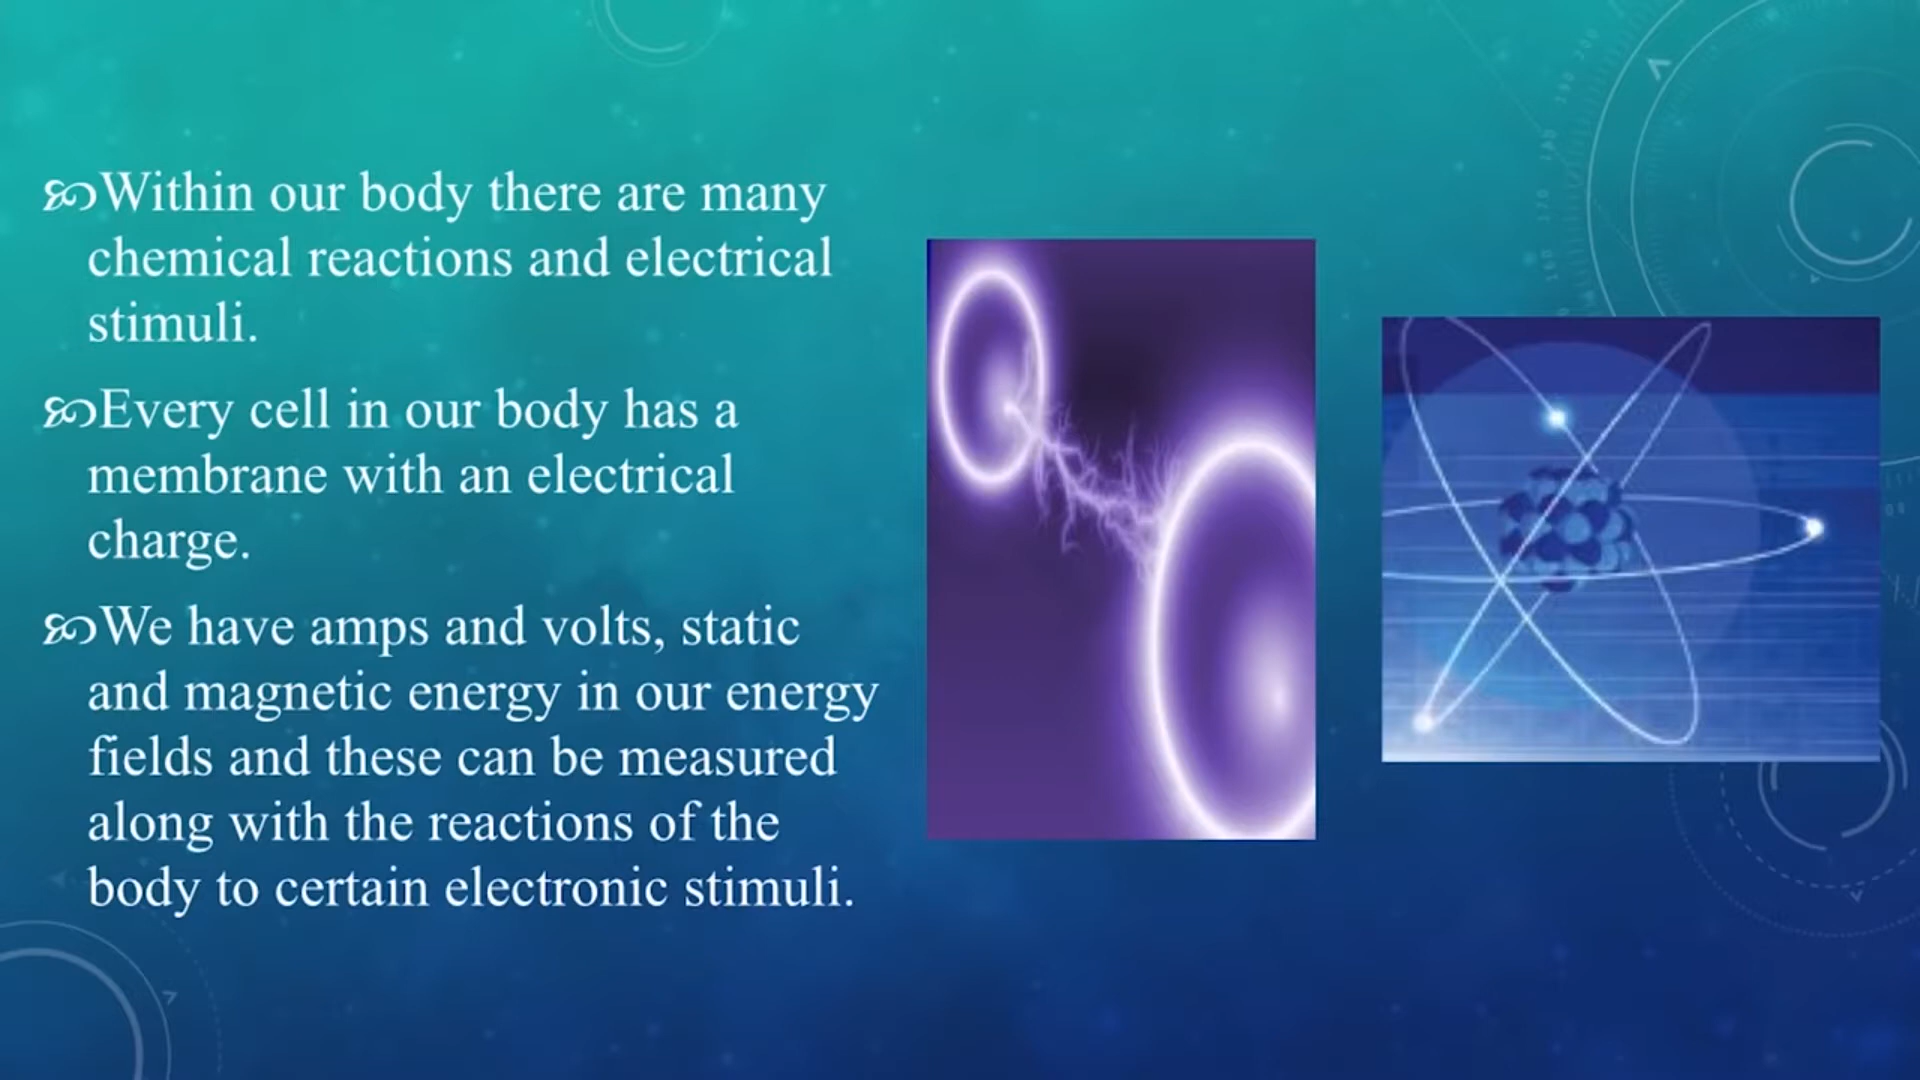 Within our body there are many
chemical reactions and electrical
stimuli.
Every cell in our body has a
membrane with an electrical
charge.
We have amps and volts, static
and magnetic energy in our energy
fields and these can be measured
along with the reactions of the
body to certain electronic stimuli.